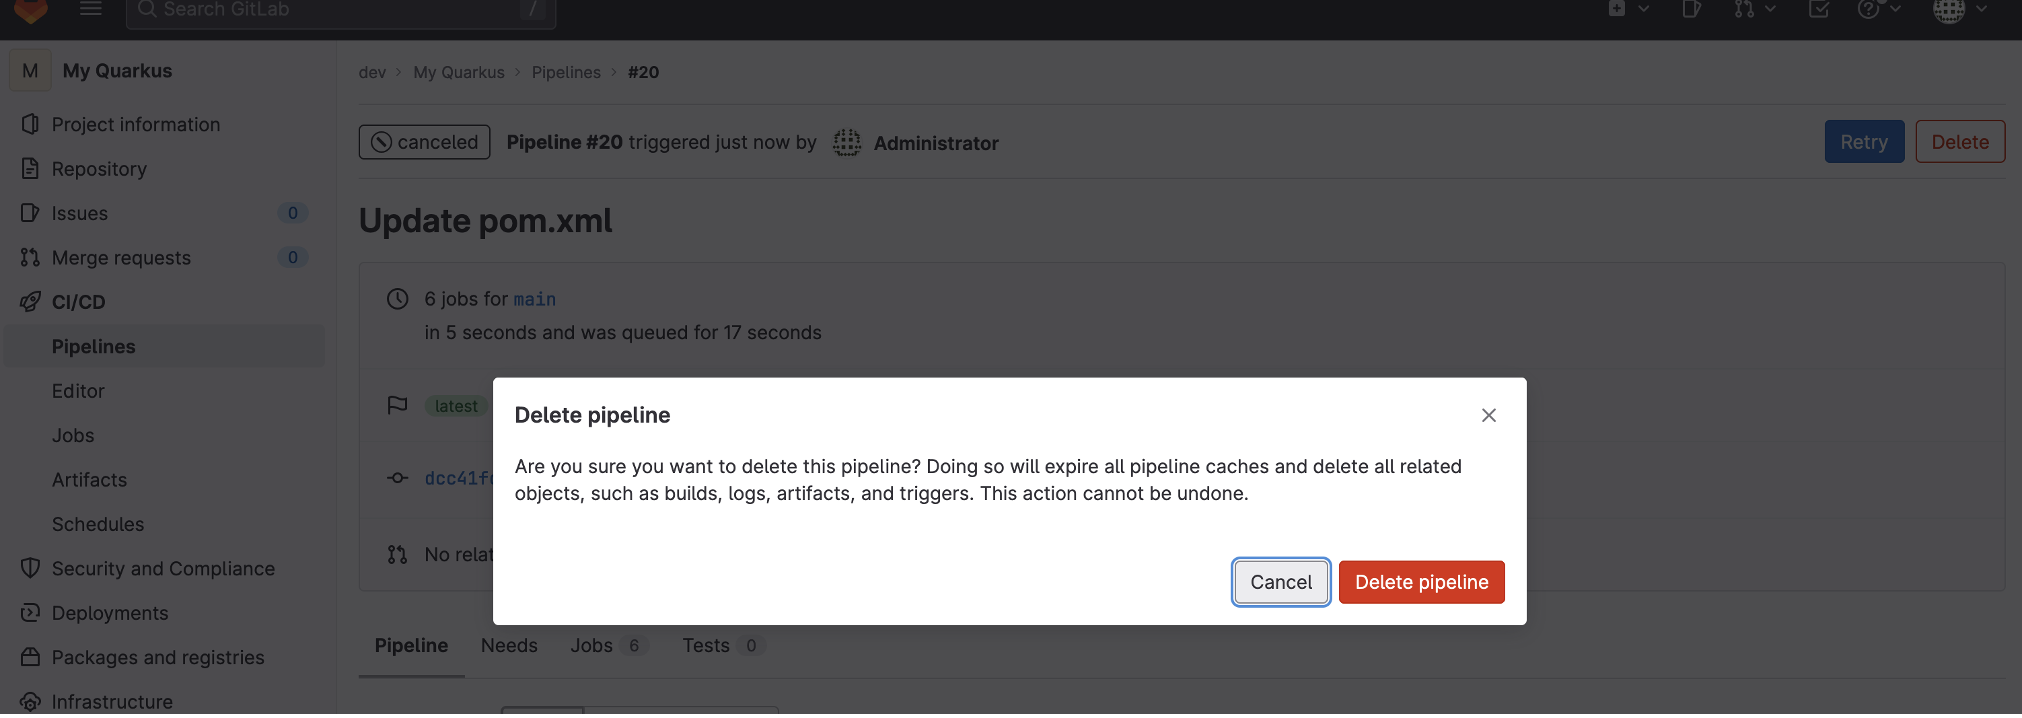 Search GitLab /
M My Quarkus
dev > My Quarkus > Pipelines > #20
Project information
Repository
Issues 0
Merge requests 0
CI/CD
Pipelines
Editor
Jobs
Artifacts
Schedules
Security and Compliance
Deployments
Packages and registries
Infrastructure
canceled Pipeline #20 triggered just now by Administrator Retry Delete
Update pom.xml
6 jobs for main
in 5 seconds and was queued for 17 seconds
latest
No
Delete pipeline
Are you sure you want to delete this pipeline? Doing so will expire all pipeline caches and delete all related
objects, such as builds, logs, artifacts, and triggers. This action cannot be undone.
Cancel Delete pipeline
Pipeline Needs Jobs 6 Tests 0